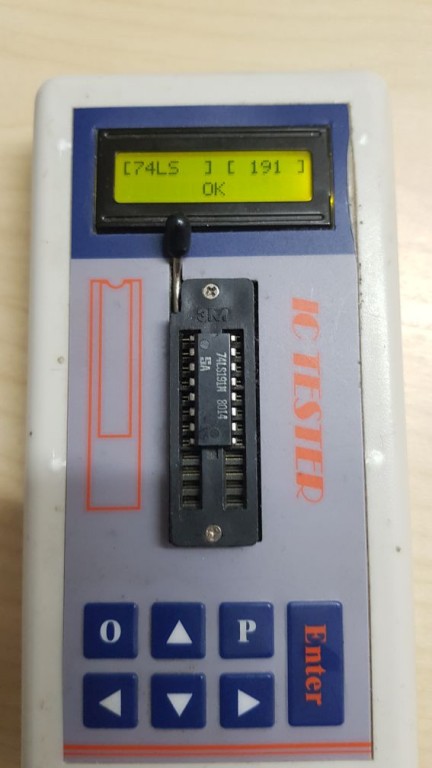 [74LS  ] [ 191 ]
OK
3M
74LS191N 8014
IC TESTER
O
P
Enter